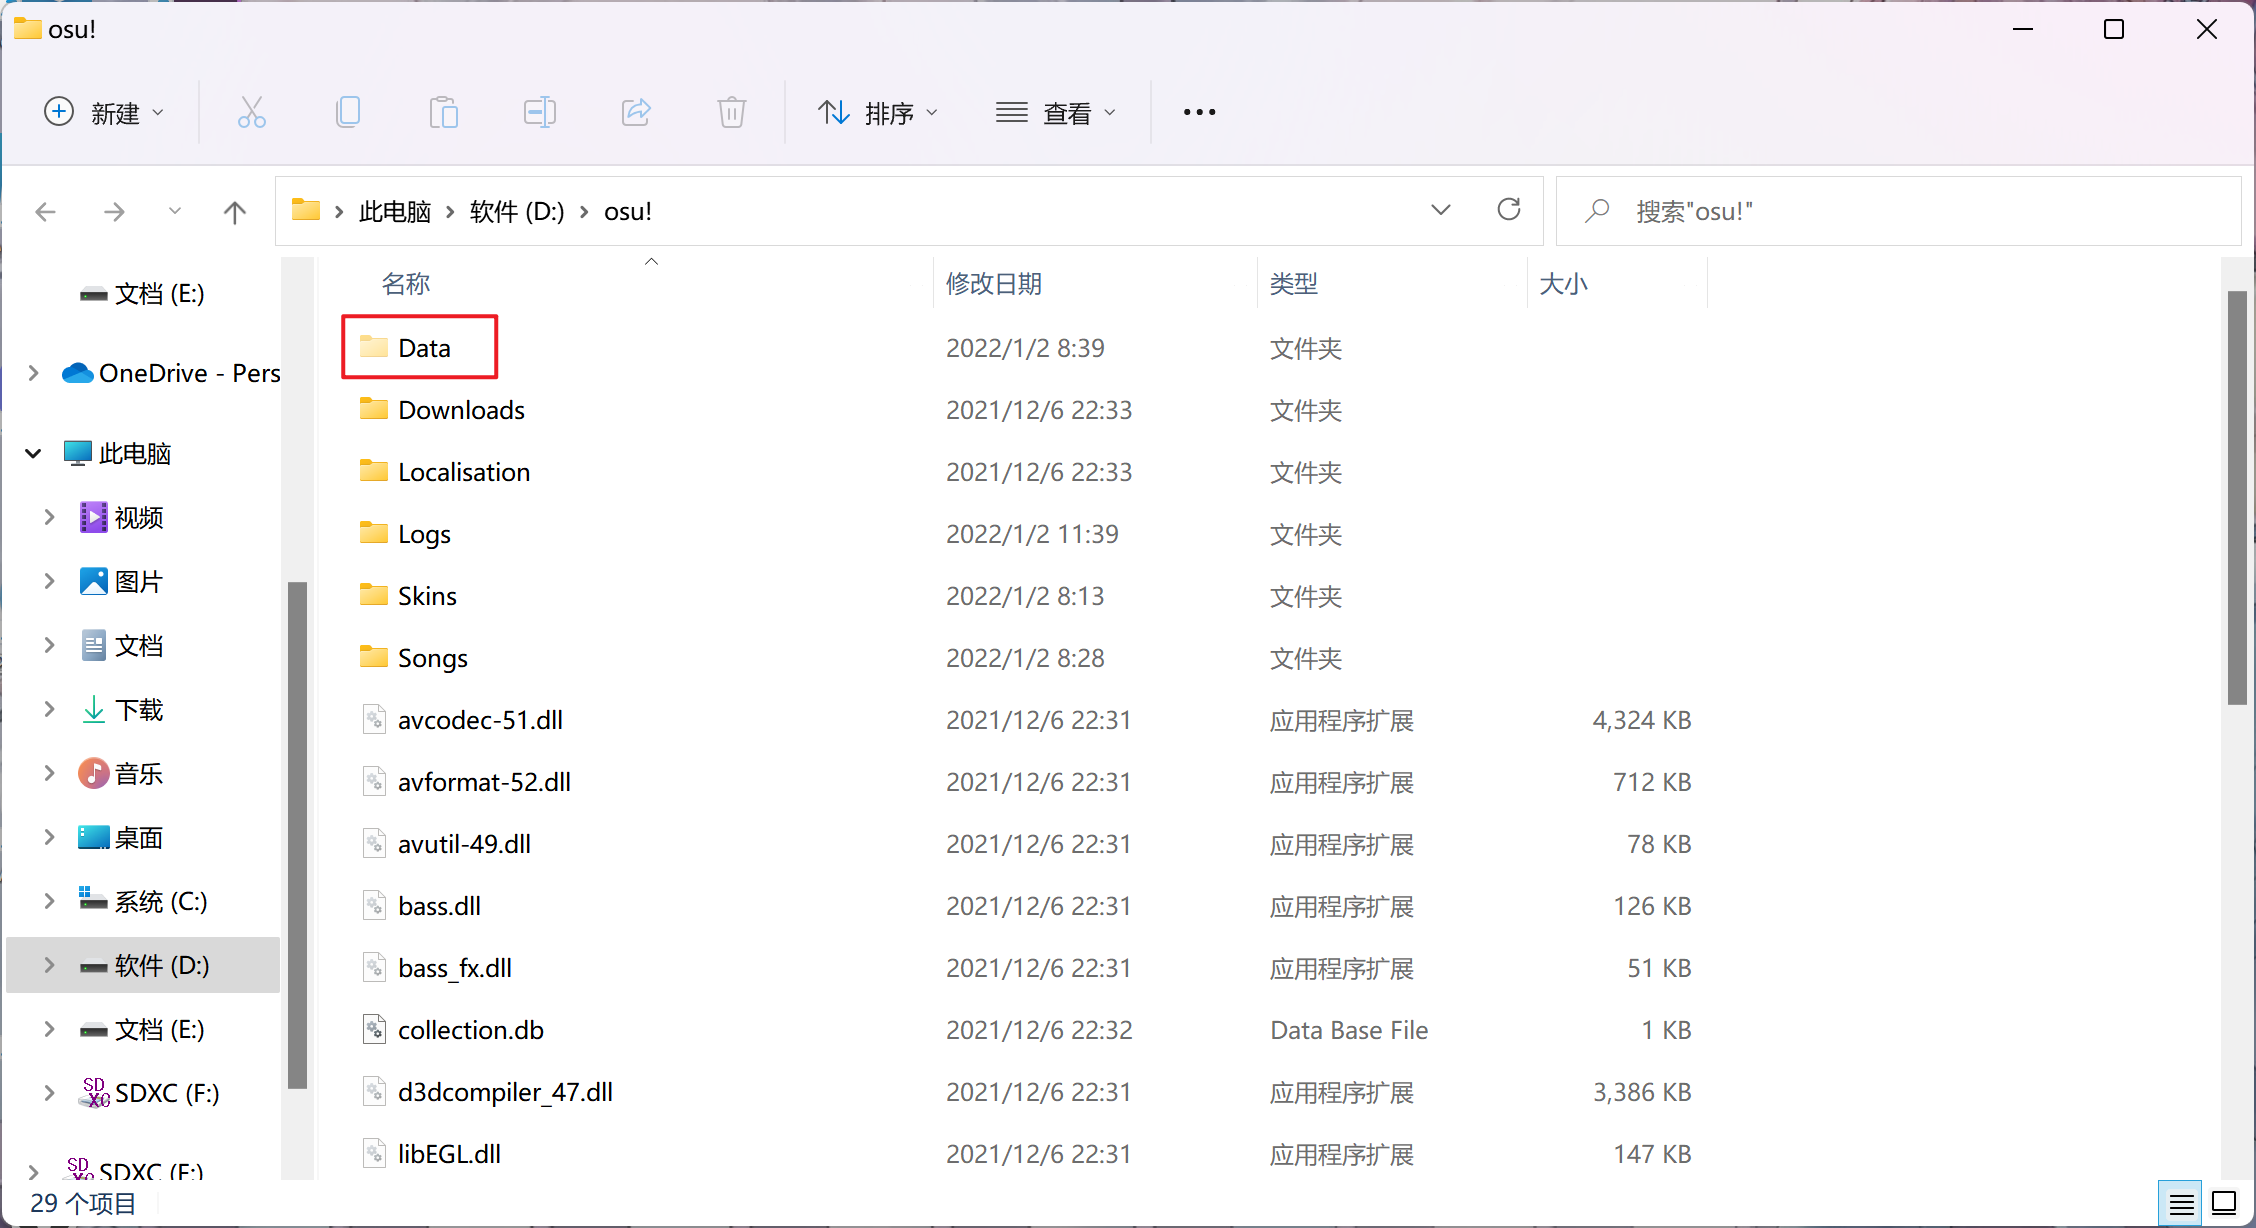 osu!
新建 排序 查看
此电脑 软件 (D:) osu!
搜索"osu!"
文档 (E:)
OneDrive - Pers
此电脑
视频
图片
文档
下载
音乐
桌面
系统 (C:)
软件 (D:)
文档 (E:)
SDXC (F:)
SDXC (F:)
名称 修改日期 类型 大小
Data 2022/1/2 8:39 文件夹
Downloads 2021/12/6 22:33 文件夹
Localisation 2021/12/6 22:33 文件夹
Logs 2022/1/2 11:39 文件夹
Skins 2022/1/2 8:13 文件夹
Songs 2022/1/2 8:28 文件夹
avcodec-51.dll 2021/12/6 22:31 应用程序扩展 4,324 KB
avformat-52.dll 2021/12/6 22:31 应用程序扩展 712 KB
avutil-49.dll 2021/12/6 22:31 应用程序扩展 78 KB
bass.dll 2021/12/6 22:31 应用程序扩展 126 KB
bass_fx.dll 2021/12/6 22:31 应用程序扩展 51 KB
collection.db 2021/12/6 22:32 Data Base File 1 KB
d3dcompiler_47.dll 2021/12/6 22:31 应用程序扩展 3,386 KB
libEGL.dll 2021/12/6 22:31 应用程序扩展 147 KB
29 个项目